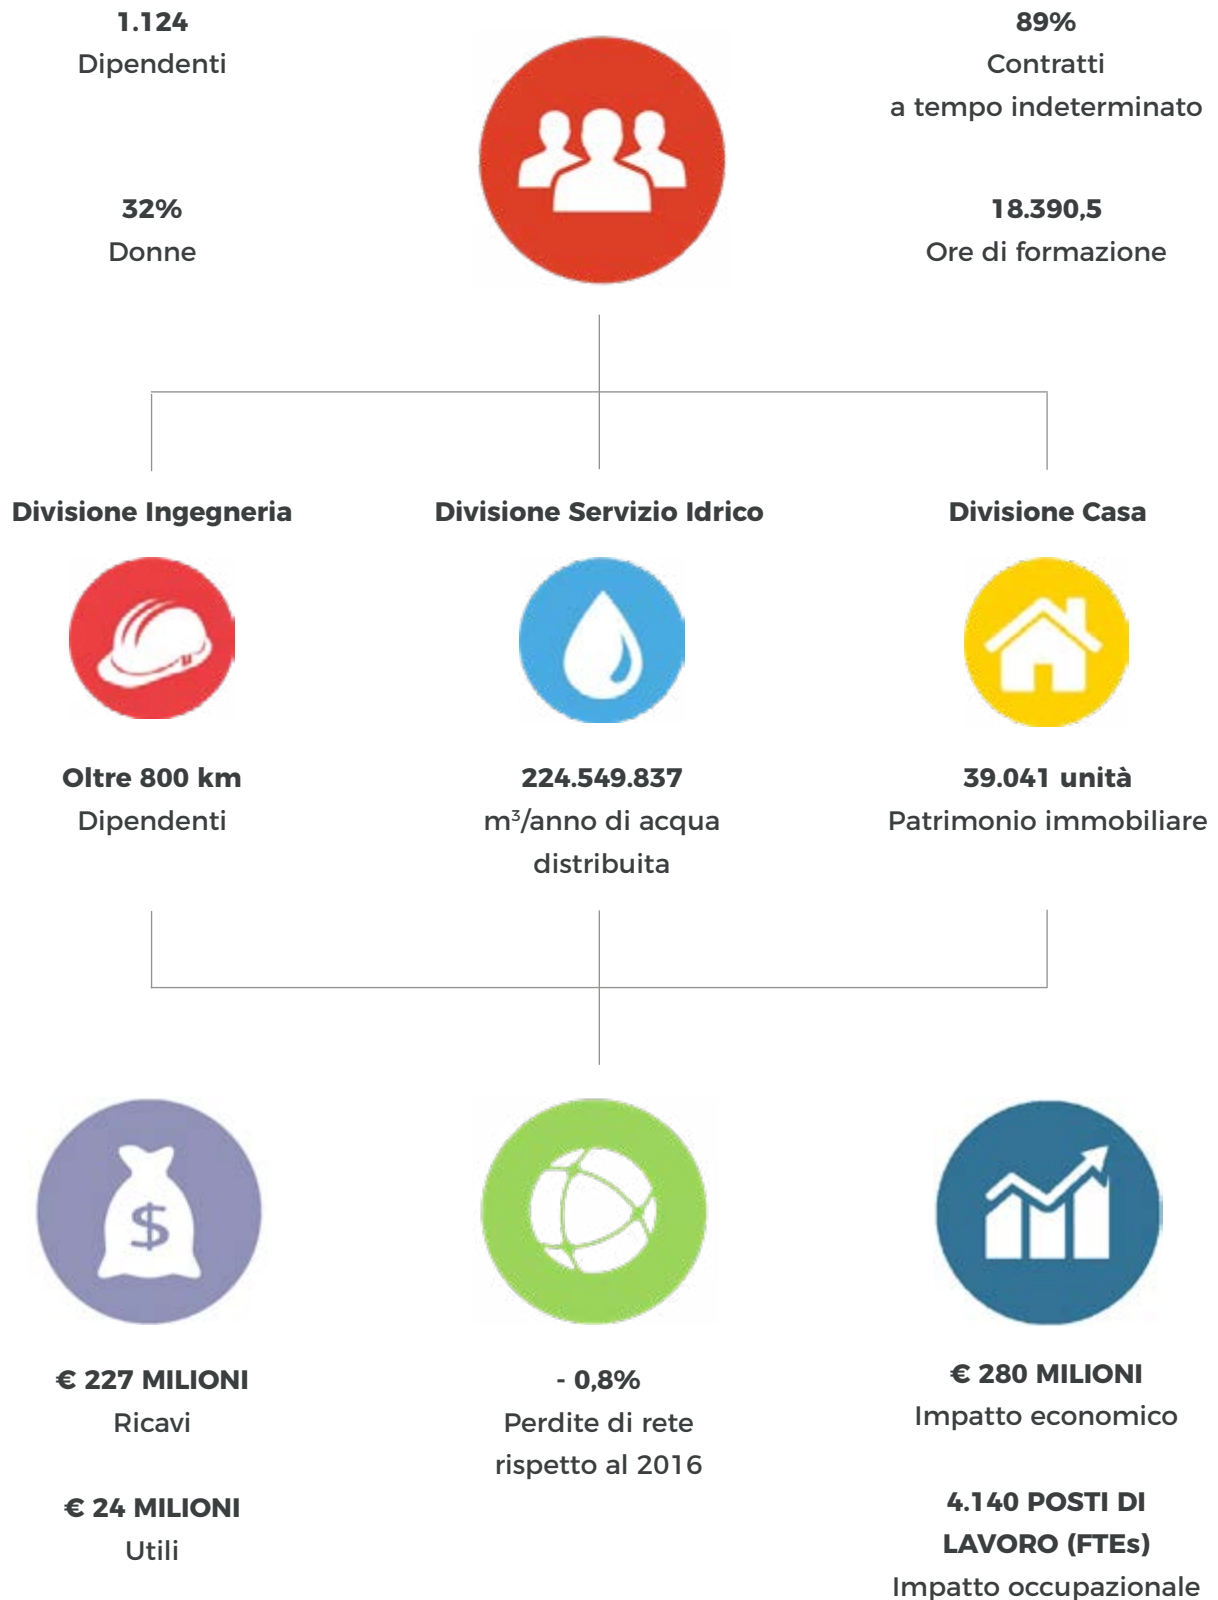 1.124
Dipendenti
32%
Donne
89%
Contratti
a tempo indeterminato
18.390,5
Ore di formazione
Divisione Ingegneria
Oltre 800 km
Dipendenti
Divisione Servizio Idrico
224.549.837
m³/anno di acqua
distribuita
Divisione Casa
39.041 unità
Patrimonio immobiliare
$
€ 227 MILIONI
Ricavi
€ 24 MILIONI
Utili
- 0,8%
Perdite di rete
rispetto al 2016
€ 280 MILIONI
Impatto economico
4.140 POSTI DI
LAVORO (FTEs)
Impatto occupazionale